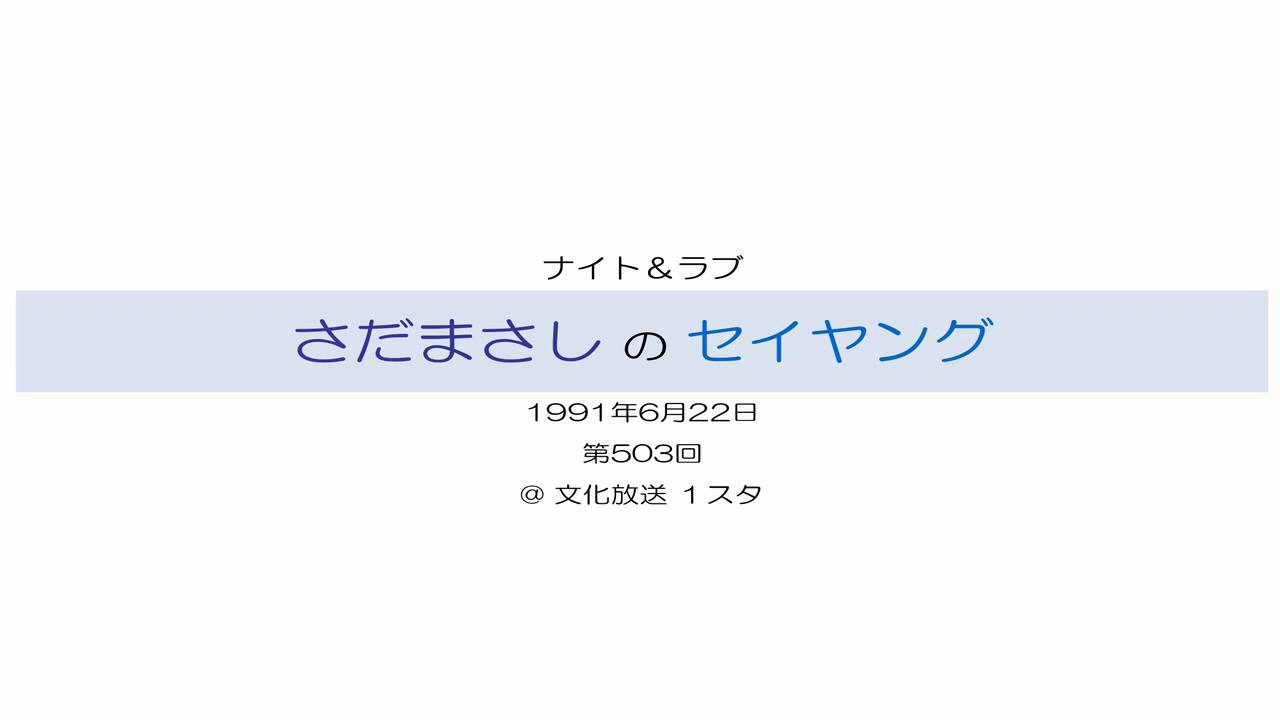 ナイト＆ラブ
さだまさし の セイヤング
1991年6月22日
第503回
＠ 文化放送 １スタ